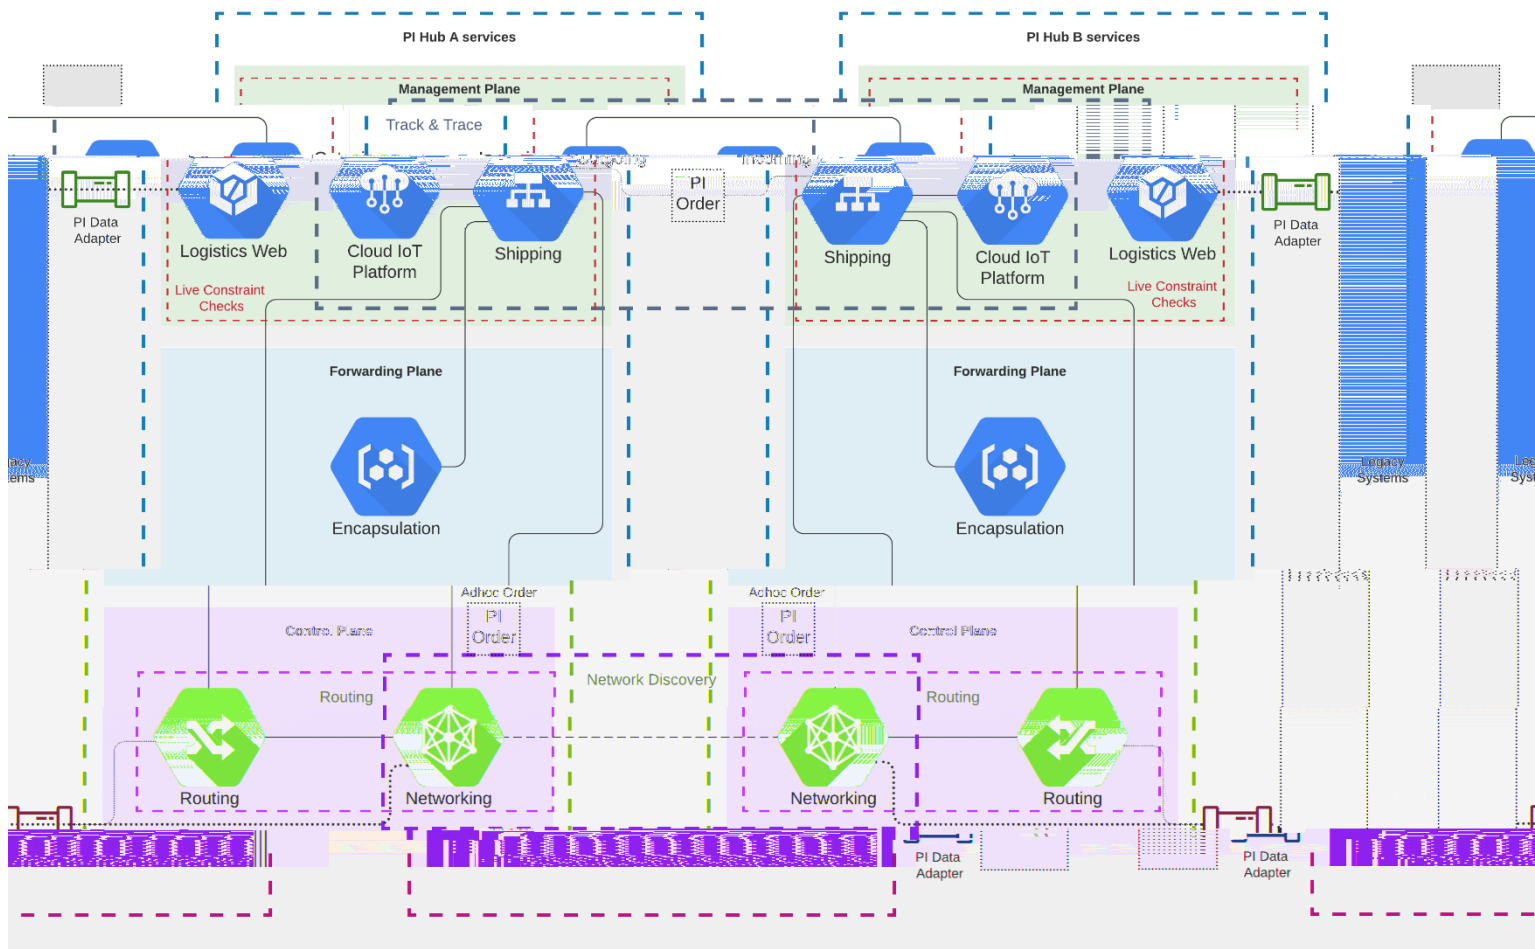 PI Hub A services
PI Hub B services
Management Plane
Management Plane
Track & Trace
PI
Order
PI Data
Adapter
Logistics Web
Cloud IoT
Platform
Shipping
Shipping
Cloud IoT
Platform
Logistics Web
PI Data
Adapter
Live Constraint
Checks
Live Constraint
Checks
Forwarding Plane
Forwarding Plane
Legacy
Systems
Encapsulation
Encapsulation
Adhoc Order
Adhoc Order
PI
Order
PI
Order
Control Plane
Control Plane
Network Discovery
Routing
Routing
Routing
Networking
Networking
Routing
PI Data
Adapter
PI Data
Adapter